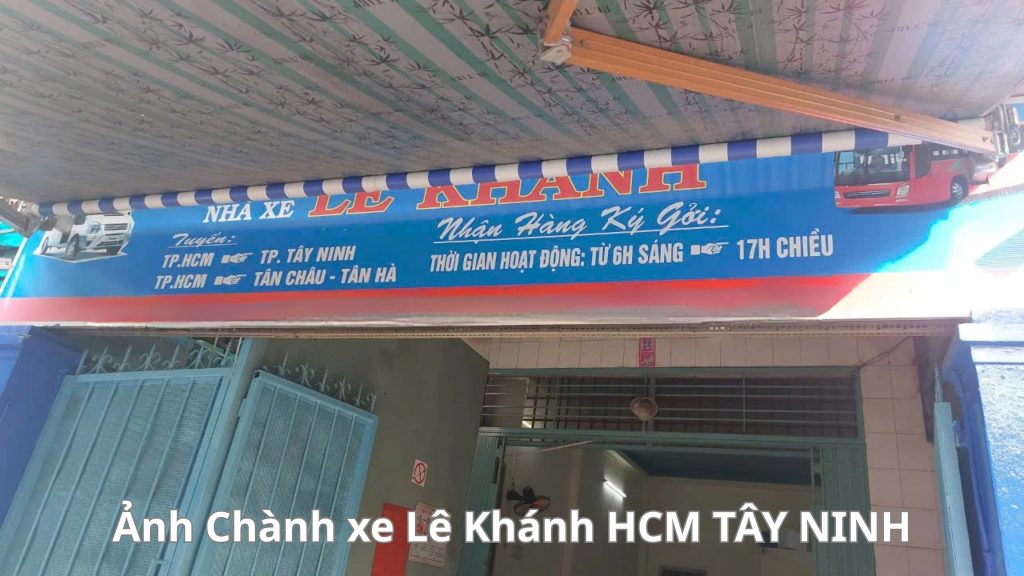 NHÀ XE LÊ KHÁNH
Tuyến:
TP.HCM ☞ TP. TÂY NINH
TP.HCM ☞ TÂN CHÂU - TÂN HÀ
Nhận Hàng Ký Gởi:
THỜI GIAN HOẠT ĐỘNG: TỪ 6H SÁNG ☞ 17H CHIỀU
Ảnh Chành xe Lê Khánh HCM TÂY NINH